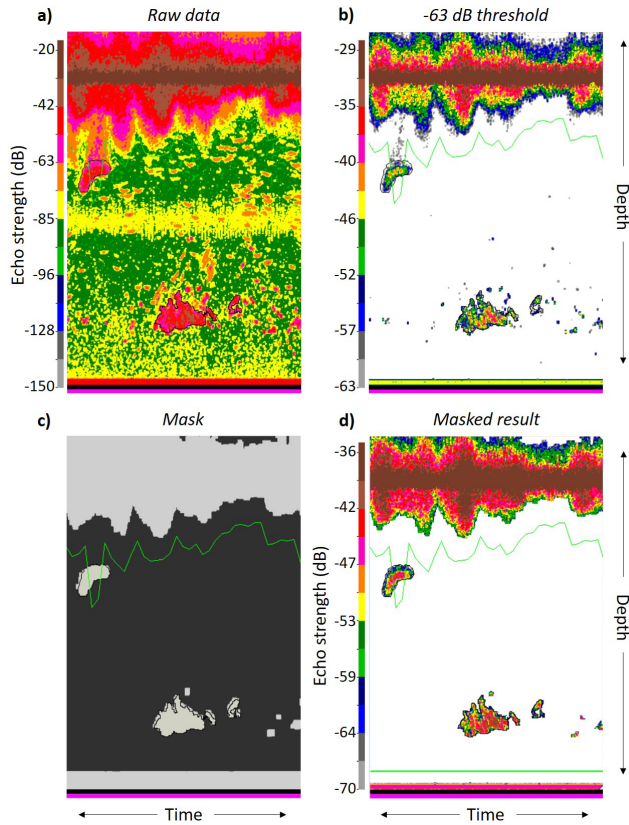 a) Raw data
b) -63 dB threshold
Echo strength (dB)
-20
-42
-63
-85
-96
-128
-150
-29
-35
-40
-46
-52
-57
-63
Depth
c) Mask
d) Masked result
Echo strength (dB)
-36
-42
-47
-53
-59
-64
-70
Depth
Time
Time